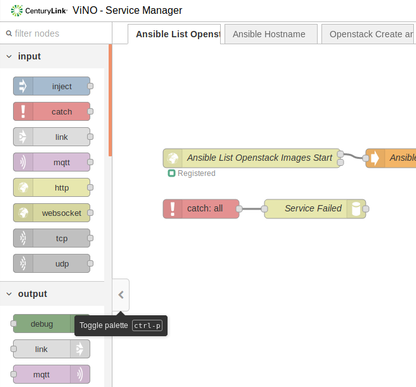 CenturyLink® ViNO - Service Manager
filter nodes
Ansible List Openst
Ansible Hostname
Openstack Create an
input
inject
catch
link
mqtt
http
websocket
tcp
udp
output
debug
link
mqtt
Ansible List Openstack Images Start
Ansible
Registered
catch: all
Service Failed
Toggle palette ctrl-p